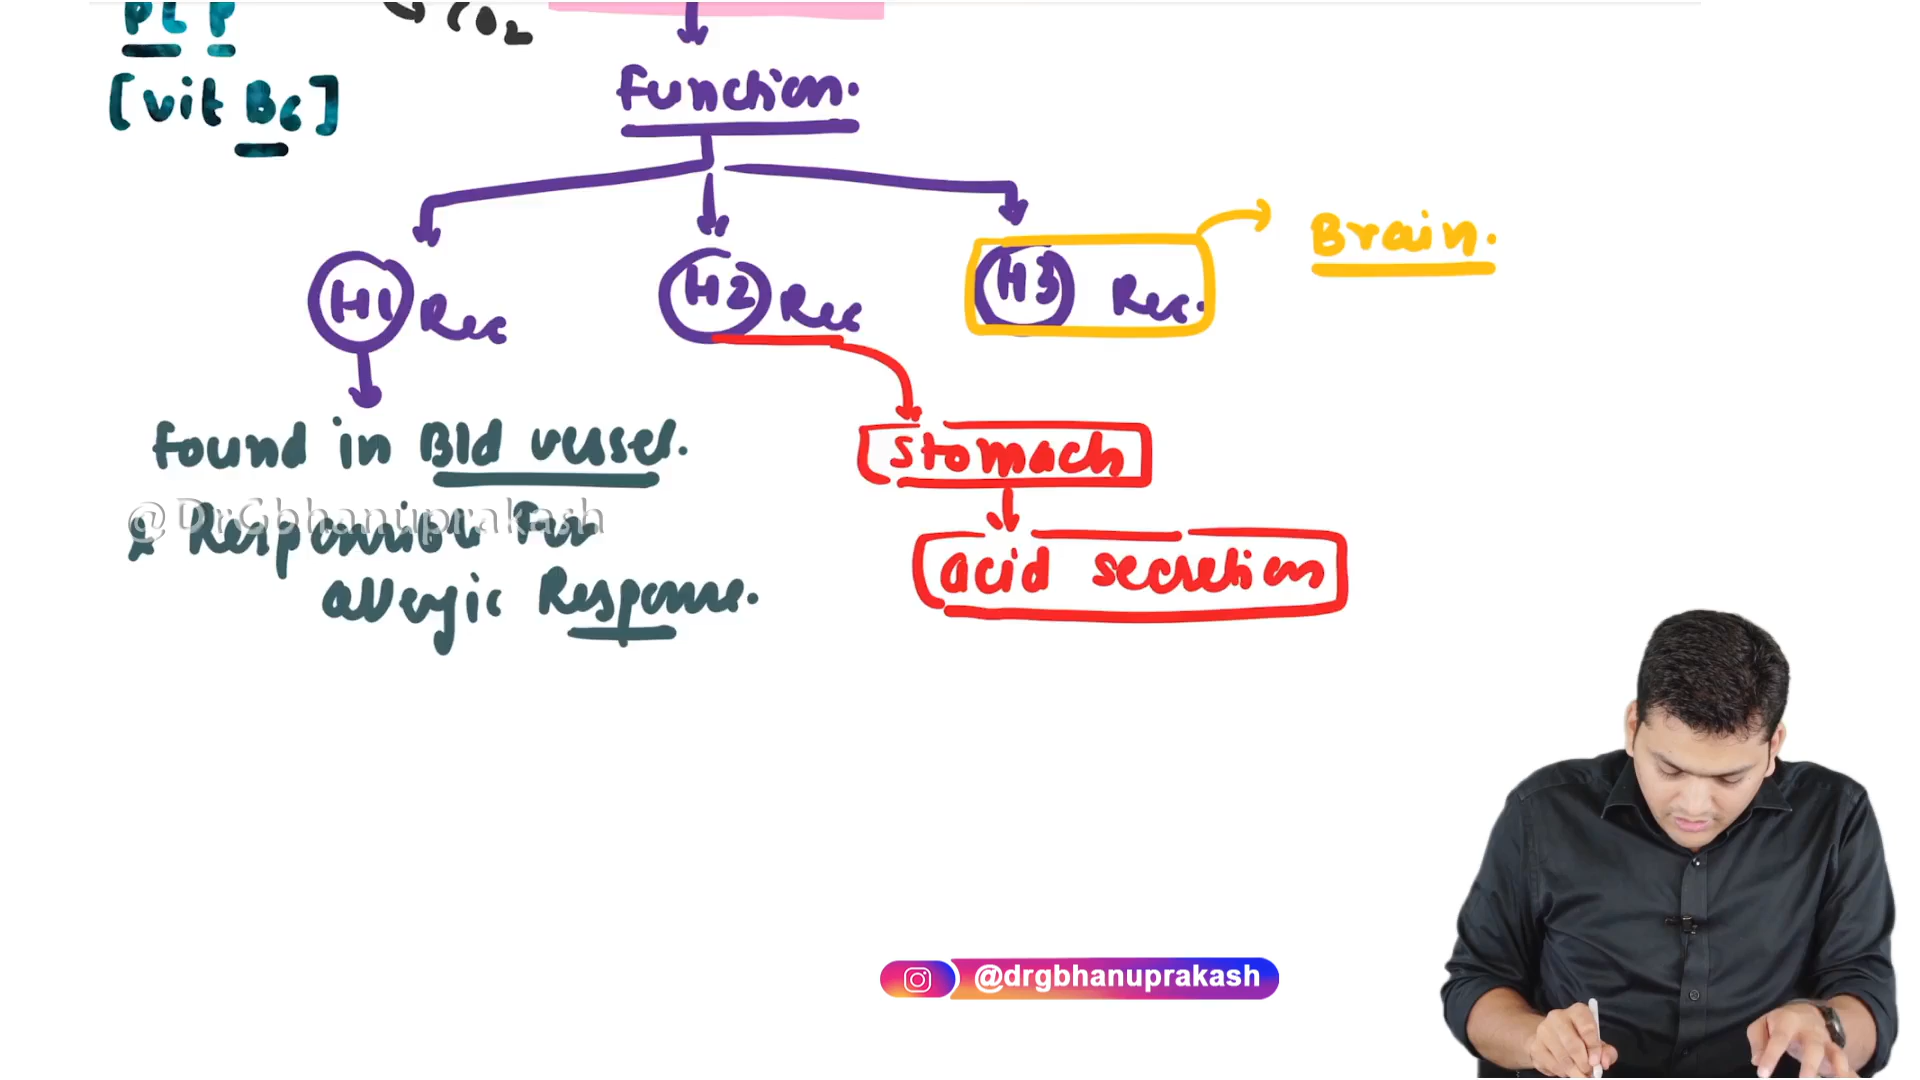 PLP
CO2
[vit B6]
Function.
H1 Rec
H2 Rec
H3 Rec.
Brain.
Found in Bld vessel.
& Responsible For
allergic Response.
@DrGbhanuprakash
stomach
acid secretion
@drgbhanuprakash